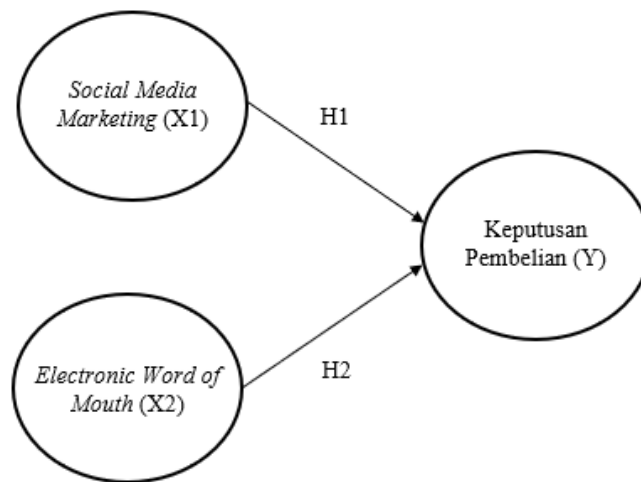 Social Media
Marketing (X1)
H1
Keputusan
Pembelian (Y)
Electronic Word of
Mouth (X2)
H2